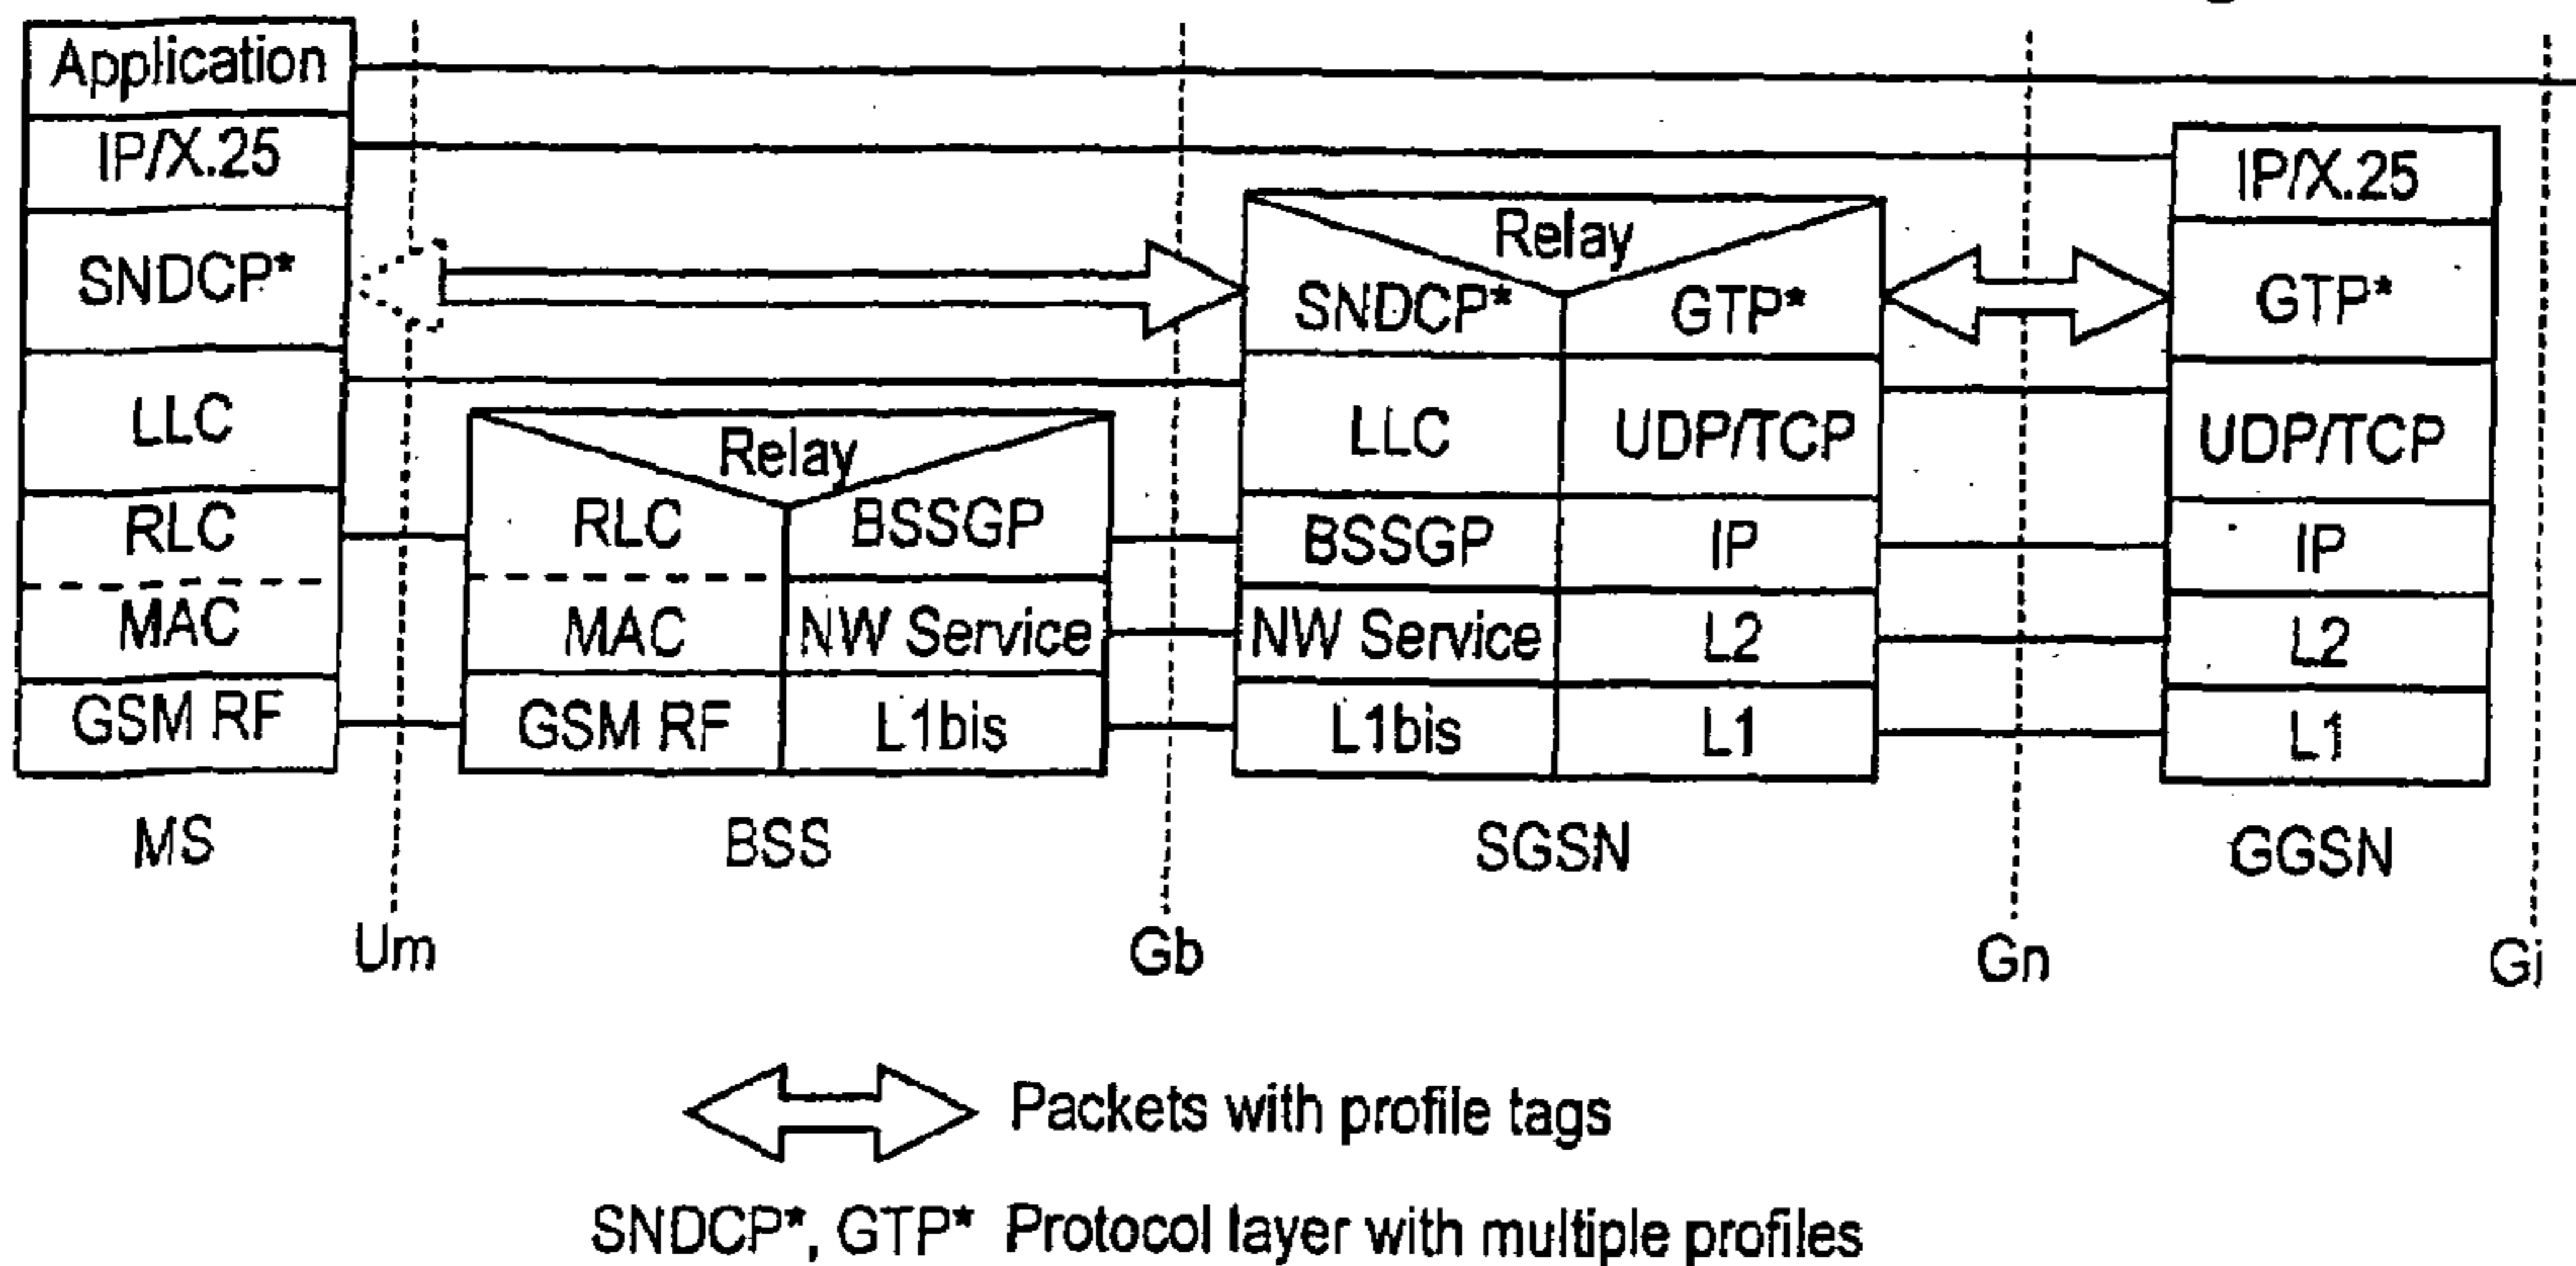 Application
IP/X.25
SNDCP*
LLC
RLC
MAC
GSM RF
MS
Um
Relay
RLC
BSSGP
MAC
NW Service
GSM RF
L1bis
BSS
Gb
Relay
SNDCP*
GTP*
LLC
UDP/TCP
BSSGP
IP
NW Service
L2
L1bis
L1
SGSN
Gn
IP/X.25
GTP*
UDP/TCP
IP
L2
L1
GGSN
Gi
Packets with profile tags
SNDCP*, GTP* Protocol layer with multiple profiles